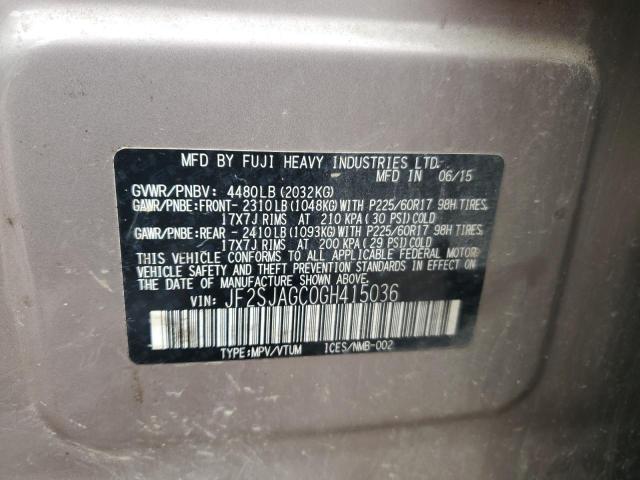 MFD BY FUJI HEAVY INDUSTRIES LTD.
MFD IN 06/15
GVWR/PNBV: 4480LB(2032KG)
GAWR/PNBE:FRONT-2310LB(1048KG)WITH P225/60R17 98H TIRES,
17X7J RIMS AT 210 KPA(30 PSI)COLD
GAWR/PNBE:REAR -2410LB(1093KG)WITH P225/60R17 98H TIRES,
17X7J RIMS AT 200 KPA(29 PSI)COLD
THIS VEHICLE CONFORMS TO ALL APPLICABLE FEDERAL MOTOR
VEHICLE SAFETY AND THEFT PREVENTION STANDARDS IN EFFECT ON
THE DATE OF MANUFACTURE SHOWN ABOVE.
VIN: JF2SJAGC0GH415036
TYPE:MPV/VTUM ICES/NMB-002